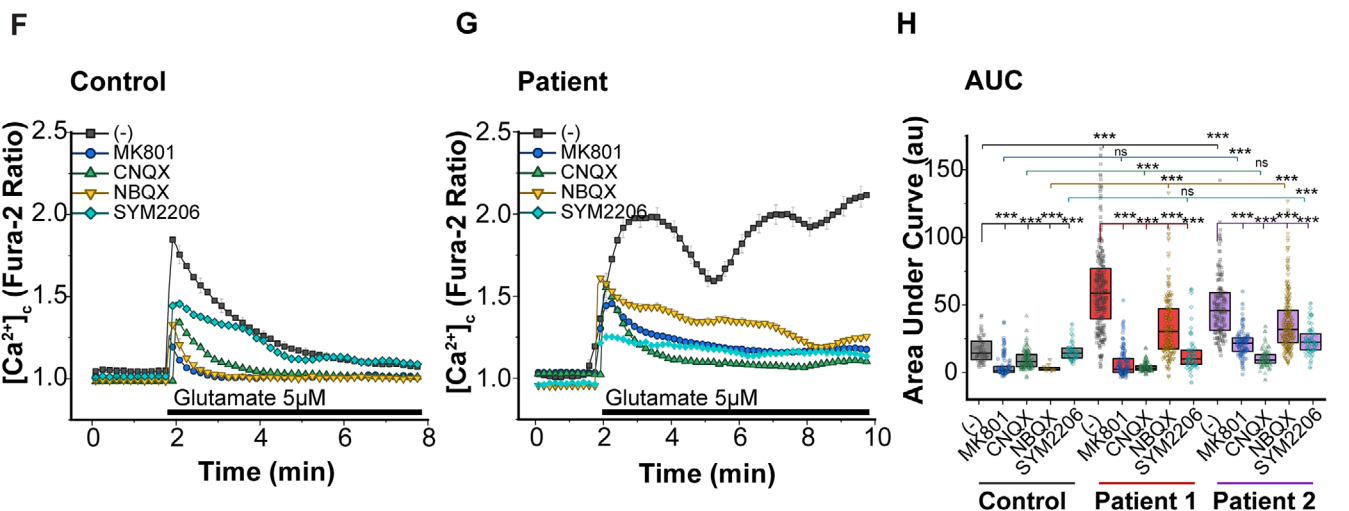 F
Control
[Ca²⁺]c (Fura-2 Ratio)
2.5
2.0
1.5
1.0
(-)
MK801
CNQX
NBQX
SYM2206
Glutamate 5µM
0 2 4 6 8
Time (min)
G
Patient
[Ca²⁺]c (Fura-2 Ratio)
2.5
2.0
1.5
1.0
(-)
MK801
CNQX
NBQX
SYM2206
Glutamate 5µM
0 2 4 6 8 10
Time (min)
H
AUC
Area Under Curve (au)
150
100
50
0
*** ***
ns ***
*** ns
*** ***
ns ***
*** *** *** *** *** *** *** *** *** *** *** ***
(-) MK801 CNQX NBQX SYM2206 (-) MK801 CNQX NBQX SYM2206 (-) MK801 CNQX NBQX SYM2206
Control Patient 1 Patient 2